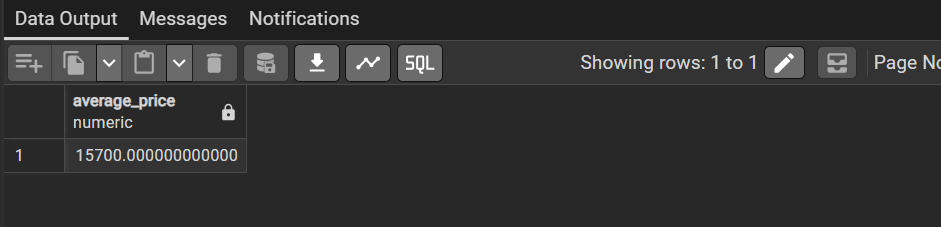 Data Output Messages Notifications
SQL Showing rows: 1 to 1 Page No
average_price
numeric
1 15700.000000000000